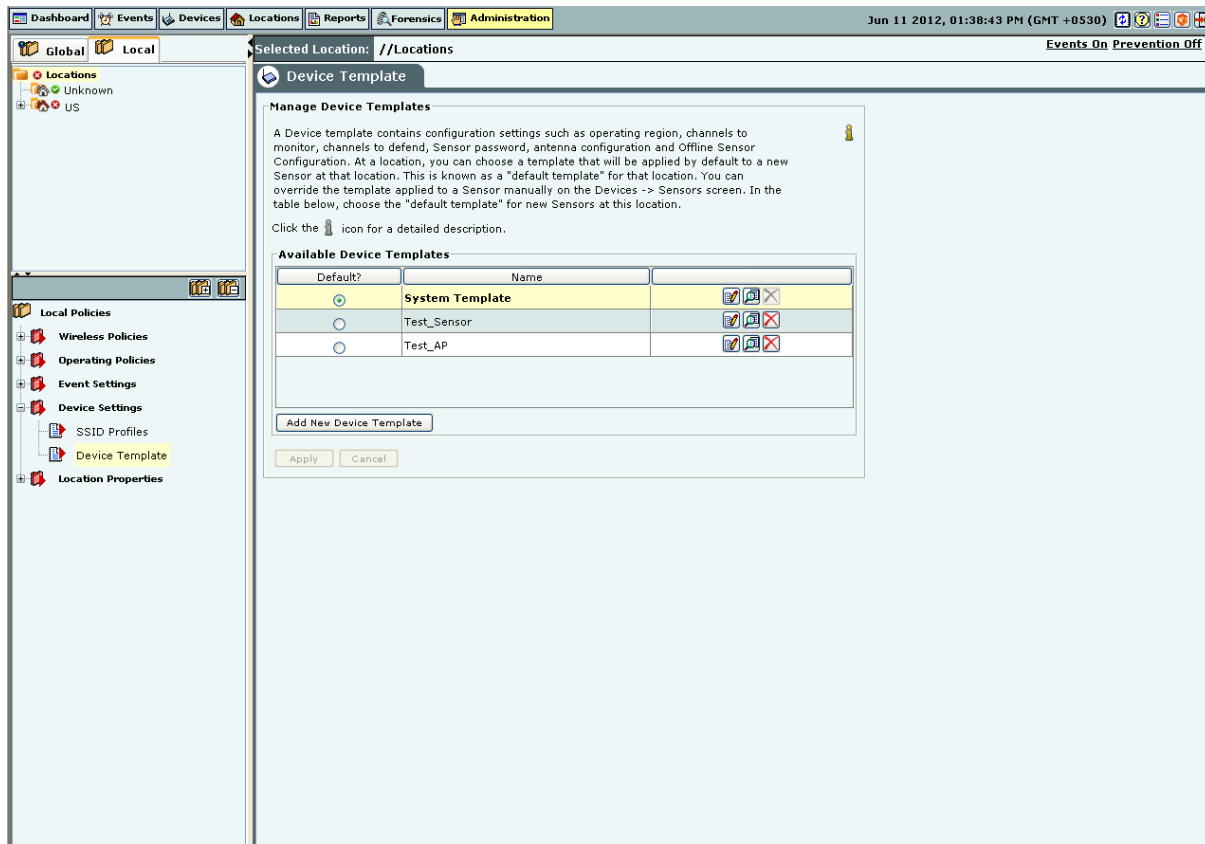 Dashboard Events Devices Locations Reports Forensics Administration Jun 11 2012, 01:38:43 PM (GMT +0530)
Global Local
Selected Location: //Locations Events On Prevention Off
Locations
Unknown
US
Device Template
Manage Device Templates
A Device template contains configuration settings such as operating region, channels to
monitor, channels to defend, Sensor password, antenna configuration and Offline Sensor
Configuration. At a location, you can choose a template that will be applied by default to a new
Sensor at that location. This is known as a "default template" for that location. You can
override the template applied to a Sensor manually on the Devices -> Sensors screen. In the
table below, choose the "default template" for new Sensors at this location.
Click the icon for a detailed description.
Available Device Templates
Default? Name
System Template
Test_Sensor
Test_AP
Add New Device Template
Apply Cancel
Local Policies
Wireless Policies
Operating Policies
Event Settings
Device Settings
SSID Profiles
Device Template
Location Properties